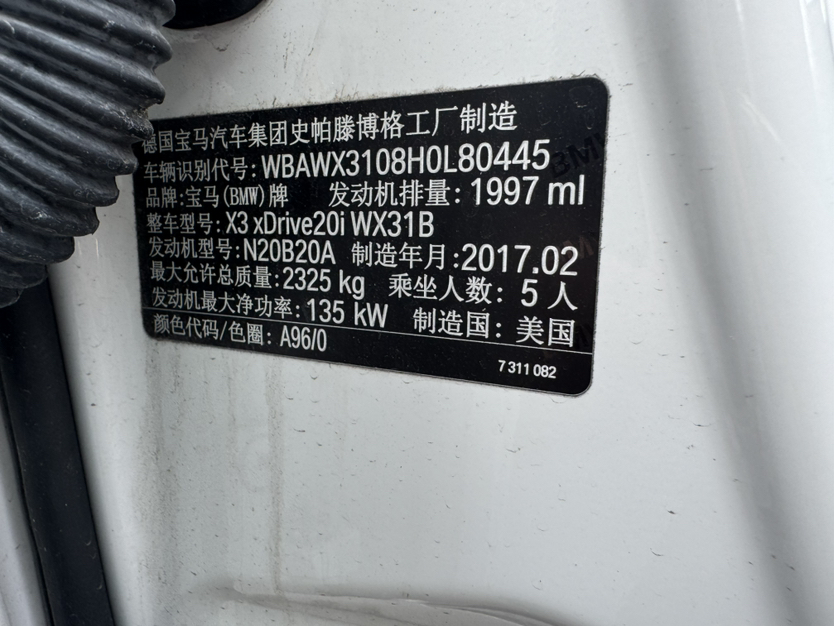 德国宝马汽车集团史帕滕博格工厂制造
车辆识别代号: WBAWX3108H0L80445
品牌: 宝马(BMW)牌 发动机排量: 1997 ml
整车型号: X3 xDrive20i WX31B
发动机型号: N20B20A 制造年月: 2017.02
最大允许总质量: 2325 kg 乘坐人数: 5 人
发动机最大净功率: 135 kW 制造国: 美国
颜色代码/色圈: A96/0
7 311 082